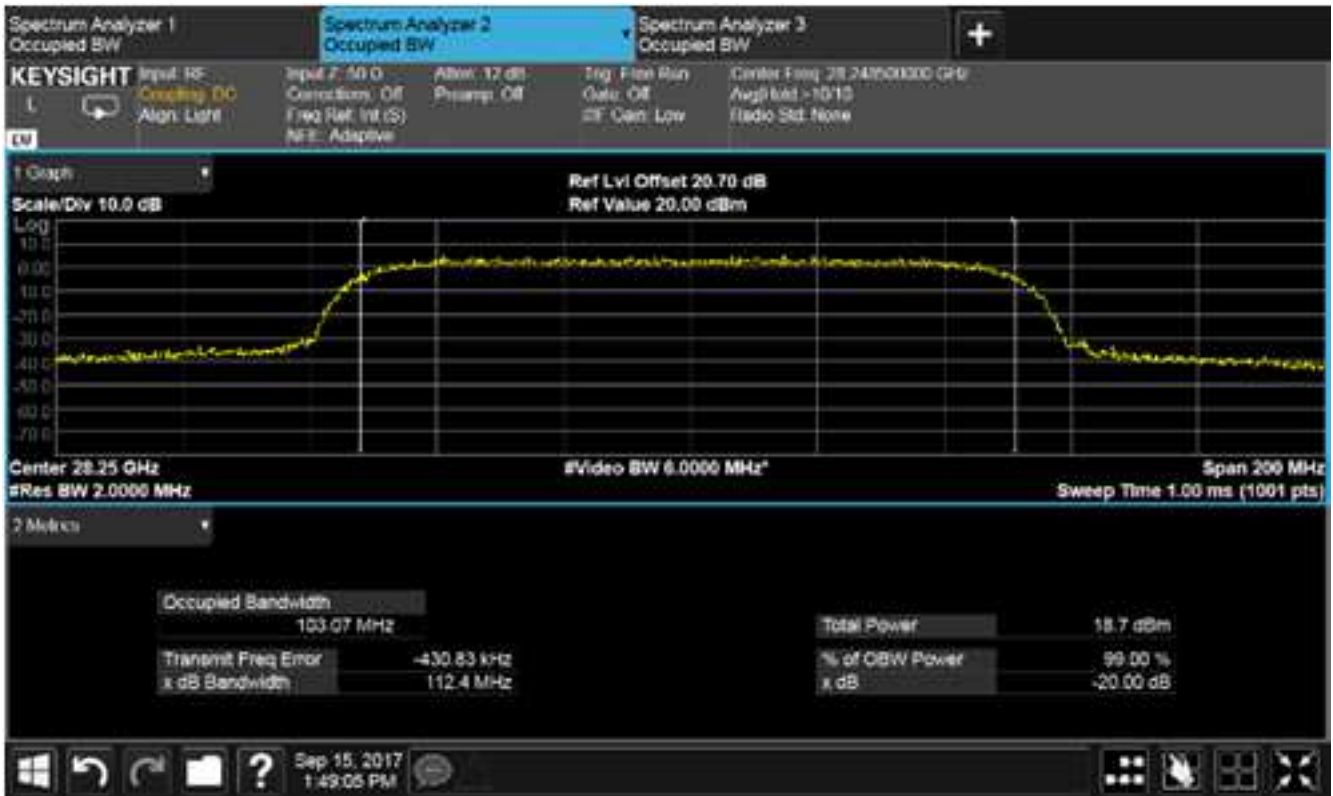 Spectrum Analyzer 1
Occupied BW
Spectrum Analyzer 2
Occupied BW
Spectrum Analyzer 3
Occupied BW
KEYSIGHT
L
Input: RF
Coupling: DC
Align: Light
Input Z: 50 Ω
Corrections: Off
Freq Ref: Int (S)
NFE: Adaptive
Atten: 12 dB
Preamp: Off
Trig: Free Run
Gate: Off
#IF Gain: Low
Center Freq: 28.248500000 GHz
Avg|Hold:>10/10
Radio Std: None
1 Graph
Scale/Div 10.0 dB
Ref Lvl Offset 20.70 dB
Ref Value 20.00 dBm
Log
10.0
0.00
-10.0
-20.0
-30.0
-40.0
-50.0
-60.0
-70.0
Center 28.25 GHz
#Video BW 6.0000 MHz*
Span 200 MHz
#Res BW 2.0000 MHz
Sweep Time 1.00 ms (1001 pts)
2 Metrics
Occupied Bandwidth
103.07 MHz
Total Power 18.7 dBm
Transmit Freq Error -430.83 kHz
% of OBW Power 99.00 %
x dB Bandwidth 112.4 MHz
x dB -20.00 dB
?
Sep 15, 2017
1:49:05 PM